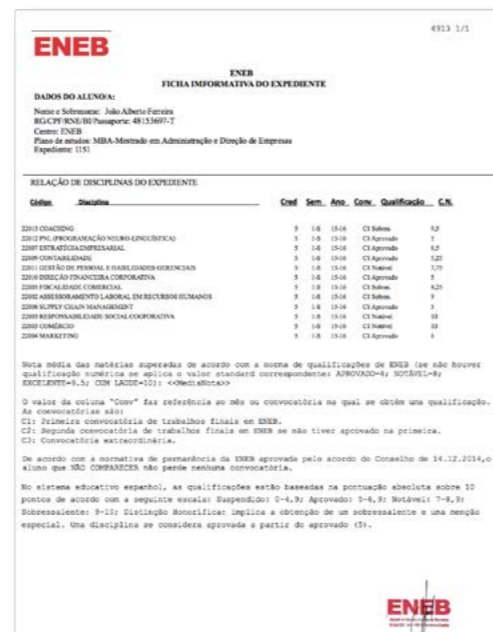 4913 1/1
ENEB
ENEB
FICHA IMFORMATIVA DO EXPEDIENTE
DADOS DO ALUNO/A:
Nome e Sobrenome: João Alberto Ferreira
RG/CPF/RNE/BI/Passaporte: 48153697-T
Centro: ENEB
Plano de estudos: MBA-Mestrado em Administração e Direção de Empresas
Expediente: 1151
RELAÇÃO DE DISCIPLINAS DO EXPEDIENTE
Código Disciplina Cred Sem Ano Conv Qualificação C.N.
22013 COACHING 5 1-S 15-16 C1 Sobres. 9,5
22012 PNL (PROGRAMAÇÃO NEURO-LINGUÍSTICA) 5 1-S 15-16 C1 Aprovado 5
22007 ESTRATÉGIA EMPRESARIAL 5 1-S 15-16 C1 Aprovado 6,5
22009 CONTABILIDADE 5 1-S 15-16 C1 Aprovado 5,25
22011 GESTÃO DE PESSOAL E HABILIDADES GERENCIAIS 5 1-S 15-16 C1 Notável 7,75
22010 DIREÇÃO FINANCEIRA CORPORATIVA 5 1-S 15-16 C1 Aprovado 5
FISCALIDADE COMERCIAL 5 1-S 15-16 C1 Sobres. 9,25
22002 ASSESSORAMENTO LABORAL EM RECURSOS HUMANOS 5 1-S 15-16 C1 Sobres. 9
SUPPLY CHAIN MANAGEMENT 5 1-S 15-16 C1 Aprovado 5
RESPONSABILIDADE SOCIAL COOPORATIVA 5 1-S 15-16 C1 Notável 10
COMÉRCIO 5 1-S 15-16 C1 Notável 10
22004 MARKETING 5 1-S 15-16 C1 Aprovado 6
Nota média das matérias superadas de acordo com a norma de qualificações de ENEB (se não houver
qualificação numérica se aplica o valor standard correspondente: APROVADO=6; NOTÁVEL=8;
EXCELENTE=9.5; CUM LAUDE=10): <<MediaNota>>
O valor da coluna "Conv" faz referência ao mês ou convocatória na qual se obtém uma qualificação.
As convocatórias são:
C1: Primeira convocatória de trabalhos finais em ENEB.
C2: Segunda convocatória de trabalhos finais em ENEB se não tiver aprovado na primeira.
C3: Convocatória extraordinária.
De acordo com a normativa de permanência da ENEB aprovada pelo acordo do Conselho de 14.12.2014,o
aluno que NÃO COMPARECER não perde nenhuma convocatória.
No sistema educativo espanhol, as qualificações estão baseadas na pontuação absoluta sobre 10
pontos de acordo com a seguinte escala: Suspendido: 0-4,9; Aprovado: 5-6,9; Notável: 7-8,9;
Sobressalente: 9-10; Distinção Honorífica: implica a obtenção de um sobressalente e uma menção
especial. Uma disciplina se considera aprovada a partir do aprovado (5).
ENEB